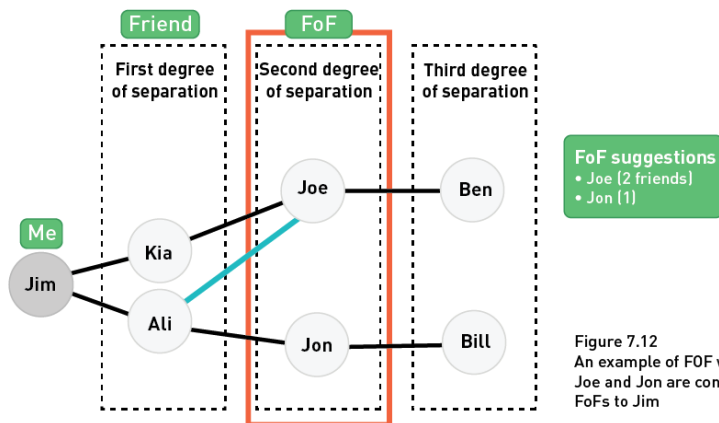 Friend
FoF
First degree
of separation
Second degree
of separation
Third degree
of separation
FoF suggestions
• Joe (2 friends)
• Jon (1)
Me
Jim
Kia
Ali
Joe
Jon
Ben
Bill
Figure 7.12
An example of FOF
Joe and Jon are
FoFs to Jim